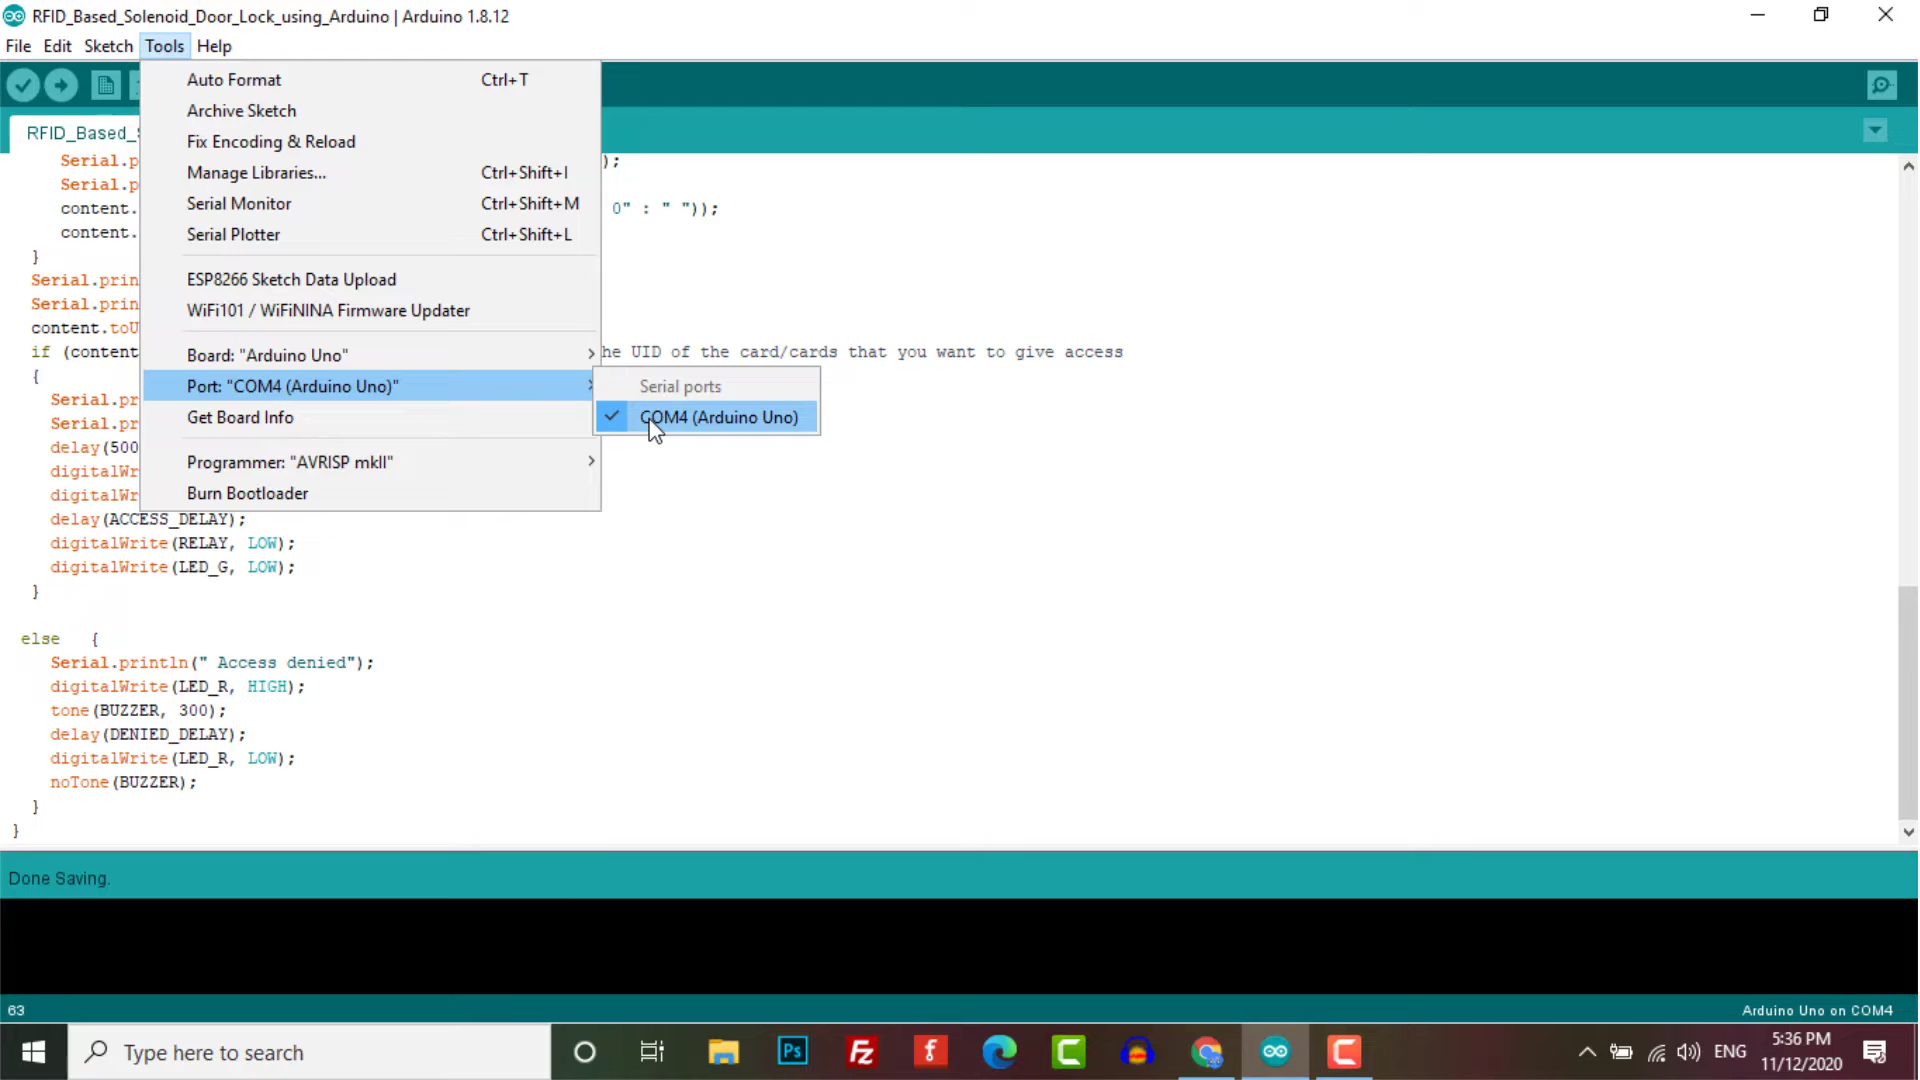 RFID_Based_Solenoid_Door_Lock_using_Arduino | Arduino 1.8.12
File Edit Sketch Tools Help
RFID_Based_
Auto Format Ctrl+T
Archive Sketch
Fix Encoding & Reload
Manage Libraries... Ctrl+Shift+I
Serial Monitor Ctrl+Shift+M
Serial Plotter Ctrl+Shift+L
ESP8266 Sketch Data Upload
WiFi101 / WiFiNINA Firmware Updater
Board: "Arduino Uno"
Port: "COM4 (Arduino Uno)"
Get Board Info
Programmer: "AVRISP mkII"
Burn Bootloader
Serial ports
COM4 (Arduino Uno)
Serial.p );
Serial.p
content. 0" : " "));
content.
}
Serial.prin
Serial.prin
content.toU
if (content he UID of the card/cards that you want to give access
{
Serial.pr
Serial.pr
delay(500
digitalWr
digitalWr
delay(ACCESS_DELAY);
digitalWrite(RELAY, LOW);
digitalWrite(LED_G, LOW);
}
else {
Serial.println(" Access denied");
digitalWrite(LED_R, HIGH);
tone(BUZZER, 300);
delay(DENIED_DELAY);
digitalWrite(LED_R, LOW);
noTone(BUZZER);
}
}
Done Saving.
63
Arduino Uno on COM4
Type here to search
Ps
Fz
f
C
C
ENG
5:36 PM
11/12/2020